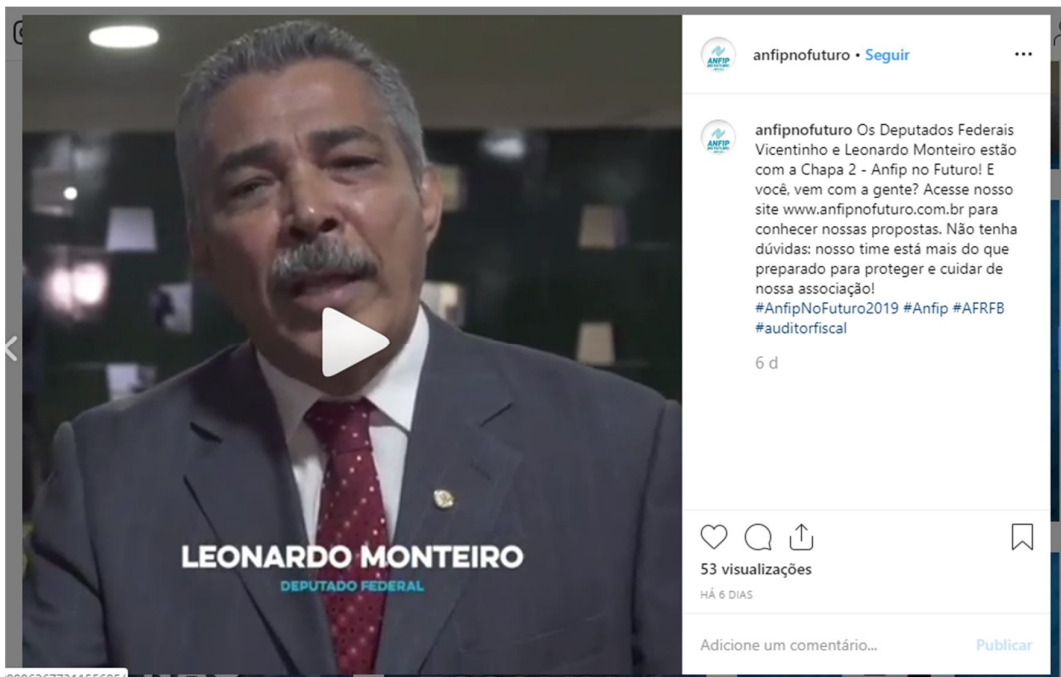 anfipnofuturo • Seguir
anfipnofuturo Os Deputados Federais
Vicentinho e Leonardo Monteiro estão
com a Chapa 2 - Anfip no Futuro! E
você, vem com a gente? Acesse nosso
site www.anfipnofuturo.com.br para
conhecer nossas propostas. Não tenha
dúvidas: nosso time está mais do que
preparado para proteger e cuidar de
nossa associação!
#AnfipNoFuturo2019 #Anfip #AFRFB
#auditorfiscal
6 d
LEONARDO MONTEIRO
DEPUTADO FEDERAL
53 visualizações
HÁ 6 DIAS
Adicione um comentário... Publicar
ANFIP
ANFIP